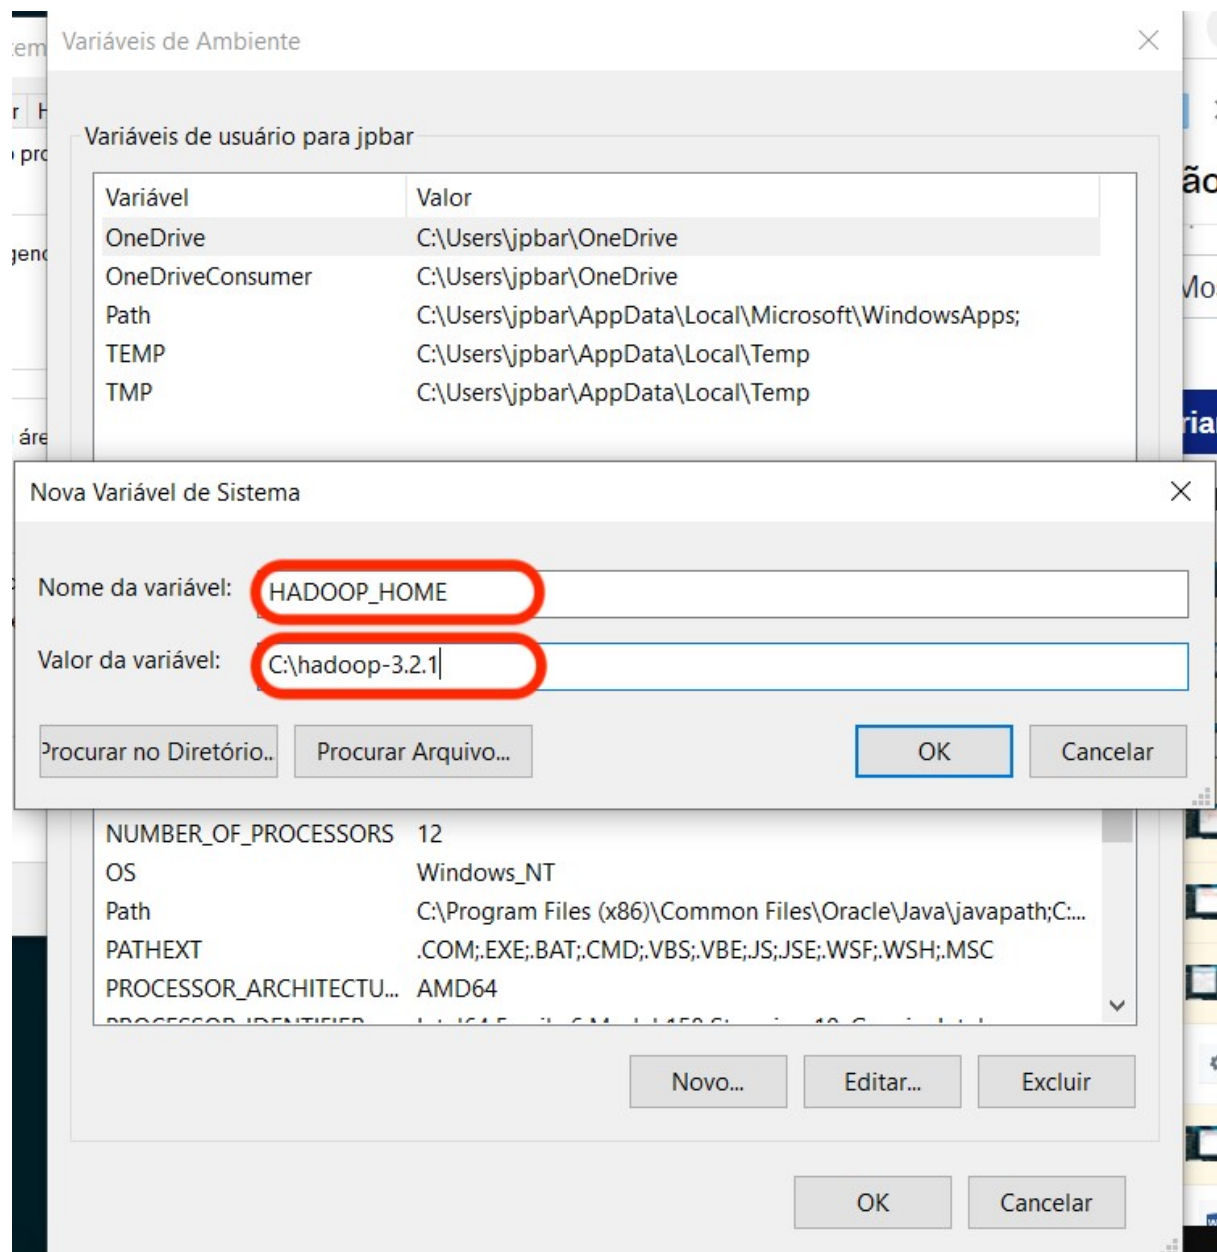 Variáveis de Ambiente
Variáveis de usuário para jpbar
Variável Valor
OneDrive C:\Users\jpbar\OneDrive
OneDriveConsumer C:\Users\jpbar\OneDrive
Path C:\Users\jpbar\AppData\Local\Microsoft\WindowsApps;
TEMP C:\Users\jpbar\AppData\Local\Temp
TMP C:\Users\jpbar\AppData\Local\Temp
Nova Variável de Sistema
Nome da variável: HADOOP_HOME
Valor da variável: C:\hadoop-3.2.1
Procurar no Diretório... Procurar Arquivo... OK Cancelar
NUMBER_OF_PROCESSORS 12
OS Windows_NT
Path C:\Program Files (x86)\Common Files\Oracle\Java\javapath;C:...
PATHEXT .COM;.EXE;.BAT;.CMD;.VBS;.VBE;.JS;.JSE;.WSF;.WSH;.MSC
PROCESSOR_ARCHITECTU... AMD64
Novo... Editar... Excluir
OK Cancelar